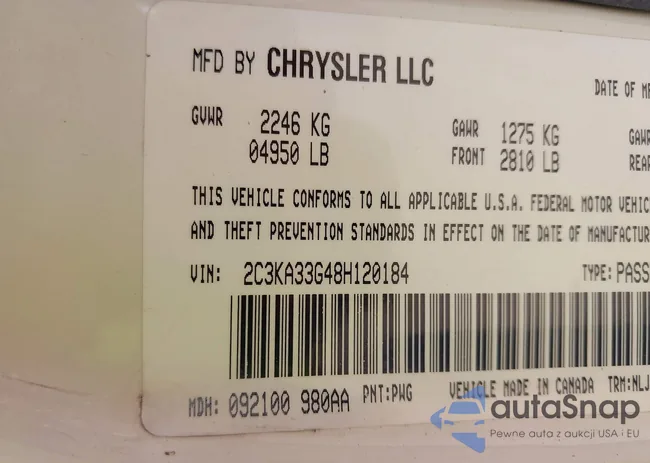 MFD BY CHRYSLER LLC
DATE OF
GVWR 2246 KG GAWR 1275 KG
04950 LB FRONT 2810 LB
THIS VEHICLE CONFORMS TO ALL APPLICABLE U.S.A. FEDERAL MOTOR
AND THEFT PREVENTION STANDARDS IN EFFECT ON THE DATE OF
VIN: 2C3KA33G48H120184 TYPE: PASS
MDH: 092100 980AA PNT:PWG VEHICLE MADE IN CANADA TRM:NLJ
autaSnap
Pewne auta z aukcji USA i EU